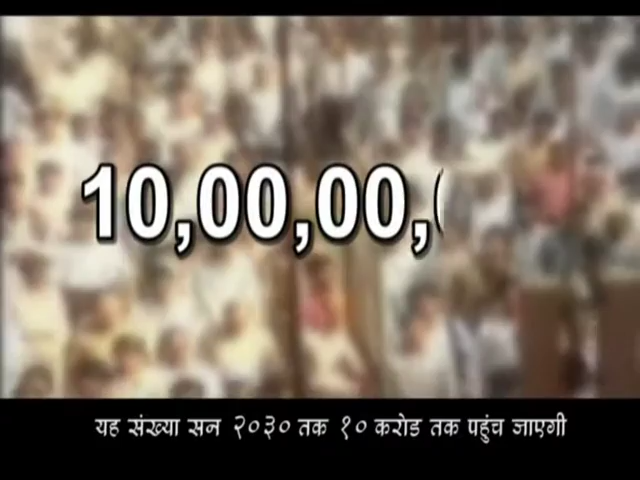 10,00,00,
यह संख्या सन २०३० तक १० करोड तक पहुंच जाएगी